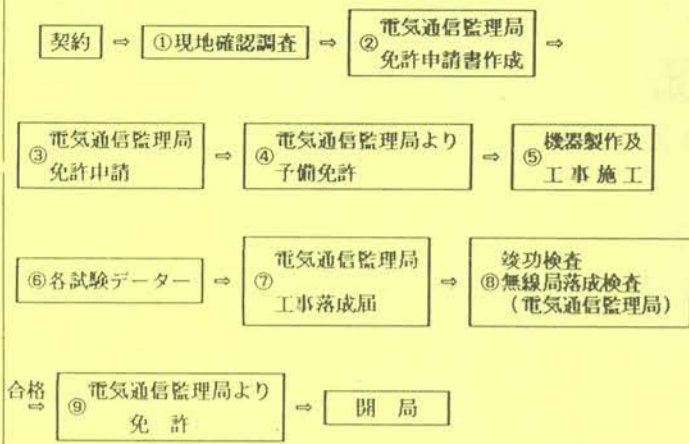 契約 ⇨ ①現地確認調査 ⇨ ②電気通信監理局 免許申請書作成 ⇨
③電気通信監理局 免許申請 ⇨ ④電気通信監理局より 予備免許 ⇨ ⑤機器製作及 工事施工
⑥各試験データー ⇨ ⑦電気通信監理局 工事落成届 ⇨ ⑧竣功検査 無線局落成検査 (電気通信監理局)
合格 ⇨ ⑨電気通信監理局より 免許 ⇨ 開局